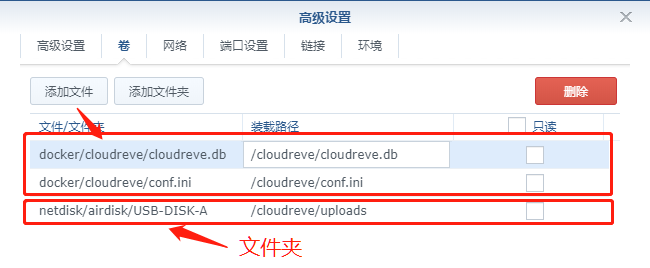 高级设置
高级设置 卷 网络 端口设置 链接 环境
添加文件 添加文件夹 删除
文件/文件夹 装载路径 只读
docker/cloudreve/cloudreve.db /cloudreve/cloudreve.db
docker/cloudreve/conf.ini /cloudreve/conf.ini
netdisk/airdisk/USB-DISK-A /cloudreve/uploads
文件夹